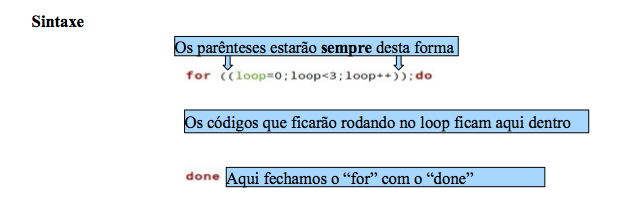 Sintaxe
Os parênteses estarão sempre desta forma
for ((loop=0;loop<3;loop++));do
Os códigos que ficarão rodando no loop ficam aqui dentro
done Aqui fechamos o “for” com o “done”